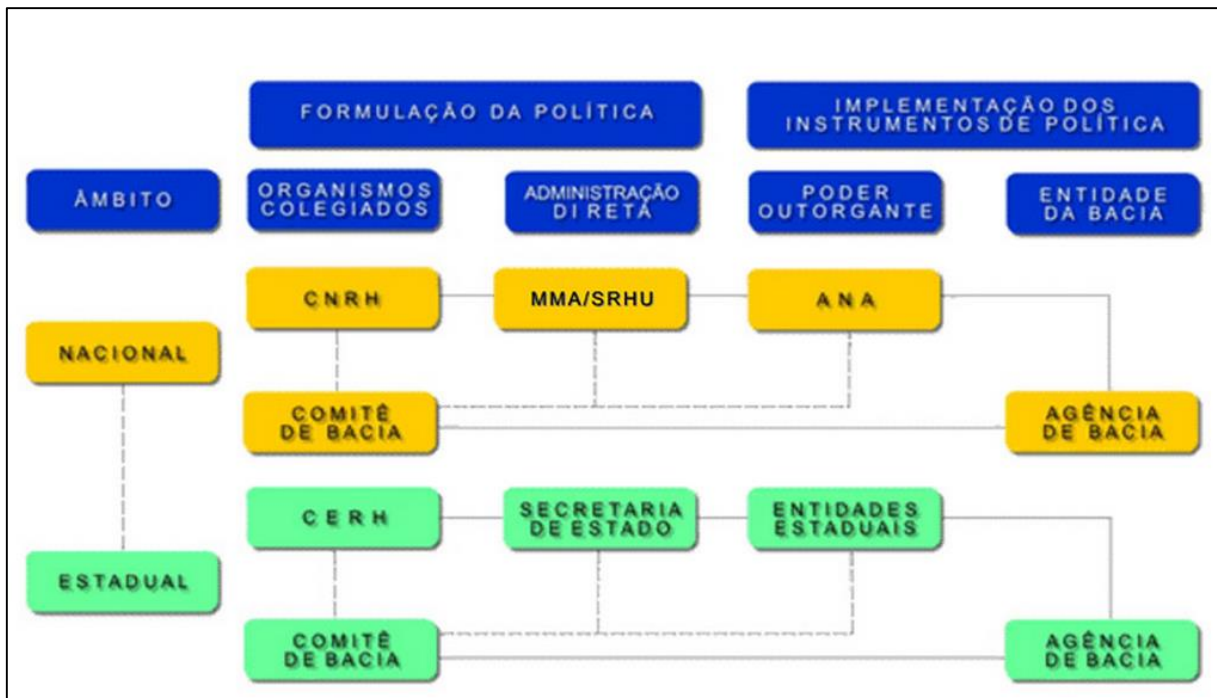 FORMULAÇÃO DA POLÍTICA
IMPLEMENTAÇÃO DOS
INSTRUMENTOS DE POLÍTICA
ÂMBITO
ORGANISMOS
COLEGIADOS
ADMINISTRAÇÃO
DIRETA
PODER
OUTORGANTE
ENTIDADE
DA BACIA
NACIONAL
CNRH
MMA/SRHU
ANA
COMITÊ
DE BACIA
AGÊNCIA
DE BACIA
ESTADUAL
CERH
SECRETARIA
DE ESTADO
ENTIDADES
ESTADUAIS
COMITÊ
DE BACIA
AGÊNCIA
DE BACIA